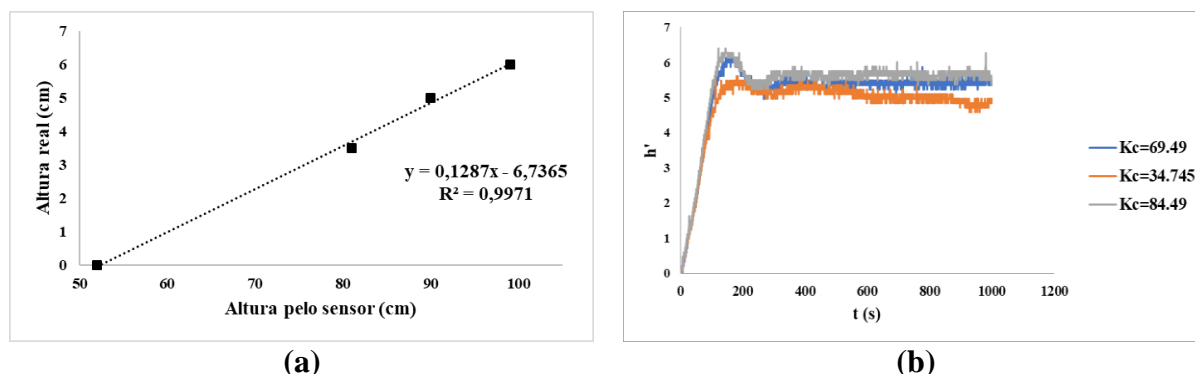 7
6
5
4
3
2
1
0
Altura real (cm)
50 60 70 80 90 100
Altura pelo sensor (cm)
y = 0,1287x - 6,7365
R² = 0,9971
(a)
7
6
5
4
3
2
1
0
h'
0 200 400 600 800 1000 1200
t (s)
Kc=69.49
Kc=34.745
Kc=84.49
(b)